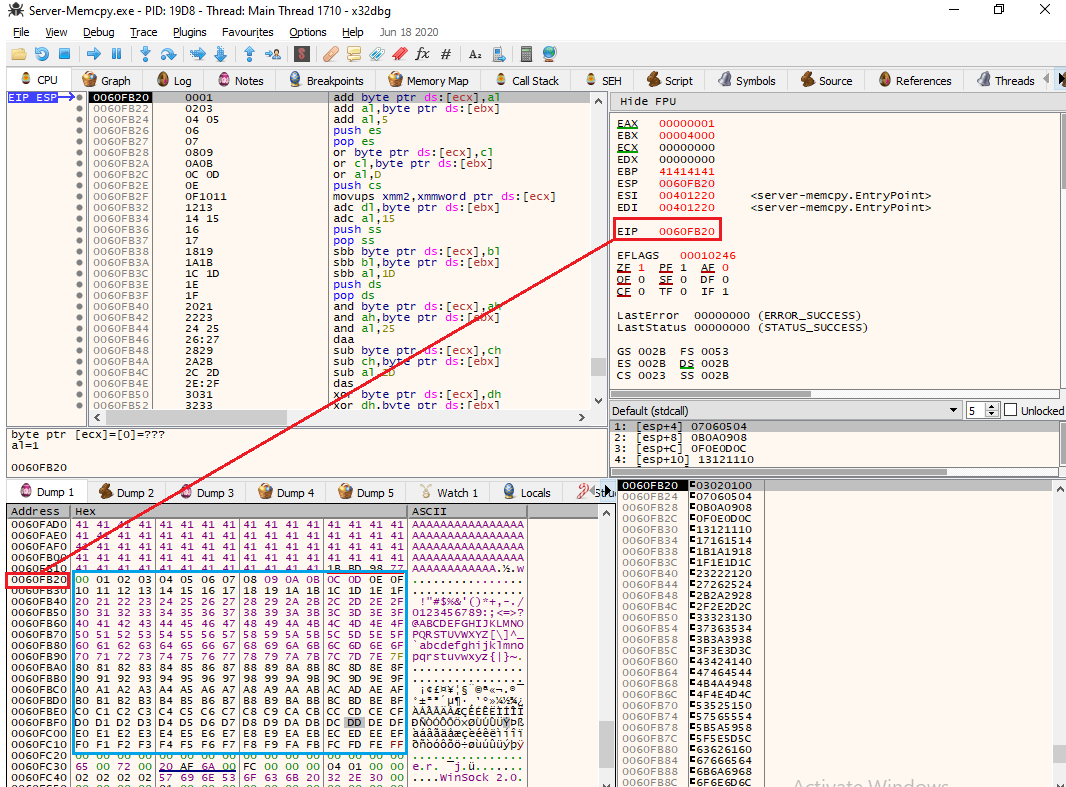 Server-Memcpy.exe - PID: 19D8 - Thread: Main Thread 1710 - x32dbg
File View Debug Trace Plugins Favourites Options Help Jun 18 2020
CPU Graph Log Notes Breakpoints Memory Map Call Stack SEH Script Symbols Source References Threads
EIP ESP 0060FB20 0001 add byte ptr ds:[ecx],al
0060FB22 0203 add al,byte ptr ds:[ebx]
0060FB24 04 05 add al,5
0060FB26 06 push es
0060FB27 07 pop es
0060FB28 0809 or byte ptr ds:[ecx],cl
0060FB2A 0A0B or cl,byte ptr ds:[ebx]
0060FB2C 0C 0D or al,D
0060FB2E 0E push cs
0060FB2F 0F1011 movups xmm2,xmmword ptr ds:[ecx]
0060FB32 1213 adc dl,byte ptr ds:[ebx]
0060FB34 14 15 adc al,15
0060FB36 16 push ss
0060FB37 17 pop ss
0060FB38 1819 sbb byte ptr ds:[ecx],bl
0060FB3A 1A1B sbb bl,byte ptr ds:[ebx]
0060FB3C 1C 1D sbb al,1D
0060FB3E 1E push ds
0060FB3F 1F pop ds
0060FB40 2021 and byte ptr ds:[ecx],ah
0060FB42 2223 and ah,byte ptr ds:[ebx]
0060FB44 24 25 and al,25
0060FB46 26:27 daa
0060FB48 2829 sub byte ptr ds:[ecx],ch
0060FB4A 2A2B sub ch,byte ptr ds:[ebx]
0060FB4C 2C 2D sub al,2D
0060FB4E 2E:2F das
0060FB50 3031 xor byte ptr ds:[ecx],dh
0060FB52 3233 xor dh,byte ptr ds:[ebx]
Hide FPU
EAX 00000001
EBX 00004000
ECX 00000000
EDX 00000000
EBP 41414141
ESP 0060FB20
ESI 00401220 <server-memcpy.EntryPoint>
EDI 00401220 <server-memcpy.EntryPoint>
EIP 0060FB20
EFLAGS 00010246
ZF 1 PF 1 AF 0
OF 0 SF 0 DF 0
CF 0 TF 0 IF 1
LastError 00000000 (ERROR_SUCCESS)
LastStatus 00000000 (STATUS_SUCCESS)
GS 002B FS 0053
ES 002B DS 002B
CS 0023 SS 002B
Default (stdcall) 5 Unlocked
1: [esp+4] 07060504
2: [esp+8] 0B0A0908
3: [esp+C] 0F0E0D0C
4: [esp+10] 13121110
byte ptr [ecx]=[0]=???
al=1
0060FB20
Dump 1 Dump 2 Dump 3 Dump 4 Dump 5 Watch 1 Locals
Address Hex ASCII
0060FAD0 41 41 41 41 41 41 41 41 41 41 41 41 41 41 41 41 AAAAAAAAAAAAAAAA
0060FAE0 41 41 41 41 41 41 41 41 41 41 41 41 41 41 41 41 AAAAAAAAAAAAAAAA
0060FAF0 41 41 41 41 41 41 41 41 41 41 41 41 41 41 41 41 AAAAAAAAAAAAAAAA
0060FB00 41 41 41 41 41 41 41 41 41 41 41 41 41 41 41 41 AAAAAAAAAAAAAAAA
0060FB10 41 41 41 41 41 41 41 41 41 41 41 41 1B BD 98 77 AAAAAAAAAAAA.½.w
0060FB20 00 01 02 03 04 05 06 07 08 09 0A 0B 0C 0D 0E 0F ................
0060FB30 10 11 12 13 14 15 16 17 18 19 1A 1B 1C 1D 1E 1F ................
0060FB40 20 21 22 23 24 25 26 27 28 29 2A 2B 2C 2D 2E 2F !"#$%&'()*+,-./
0060FB50 30 31 32 33 34 35 36 37 38 39 3A 3B 3C 3D 3E 3F 0123456789:;<=>?
0060FB60 40 41 42 43 44 45 46 47 48 49 4A 4B 4C 4D 4E 4F @ABCDEFGHIJKLMNO
0060FB70 50 51 52 53 54 55 56 57 58 59 5A 5B 5C 5D 5E 5F PQRSTUVWXYZ[\]^_
0060FB80 60 61 62 63 64 65 66 67 68 69 6A 6B 6C 6D 6E 6F `abcdefghijklmno
0060FB90 70 71 72 73 74 75 76 77 78 79 7A 7B 7C 7D 7E 7F pqrstuvwxyz{|}~.
0060FBA0 80 81 82 83 84 85 86 87 88 89 8A 8B 8C 8D 8E 8F ................
0060FBB0 90 91 92 93 94 95 96 97 98 99 9A 9B 9C 9D 9E 9F ................
0060FBC0 A0 A1 A2 A3 A4 A5 A6 A7 A8 A9 AA AB AC AD AE AF ¡¢£¤¥¦§¨©ª«¬.®¯
0060FBD0 B0 B1 B2 B3 B4 B5 B6 B7 B8 B9 BA BB BC BD BE BF °±²³´µ¶·¸¹º»¼½¾¿
0060FBE0 C0 C1 C2 C3 C4 C5 C6 C7 C8 C9 CA CB CC CD CE CF ÀÁÂÃÄÅÆÇÈÉÊËÌÍÎÏ
0060FBF0 D0 D1 D2 D3 D4 D5 D6 D7 D8 D9 DA DB DC DD DE DF ÐÑÒÓÔÕÖ×ØÙÚÛÜÝÞß
0060FC00 E0 E1 E2 E3 E4 E5 E6 E7 E8 E9 EA EB EC ED EE EF àáâãäåæçèéêëìíîï
0060FC10 F0 F1 F2 F3 F4 F5 F6 F7 F8 F9 FA FB FC FD FE FF ðñòóôõö÷øùúûüýþÿ
0060FC20 00 00 00 00 00 00 00 00 00 00 00 00 00 00 00 00 ................
0060FC30 65 00 72 00 20 AF 6A 00 FC 00 00 00 04 01 00 00 e.r. ¯j.ü.......
0060FC40 02 02 02 02 57 69 6E 53 6F 63 6B 20 32 2E 30 00 ....WinSock 2.0.
0060FB20 03020100
0060FB24 07060504
0060FB28 0B0A0908
0060FB2C 0F0E0D0C
0060FB30 13121110
0060FB34 17161514
0060FB38 1B1A1918
0060FB3C 1F1E1D1C
0060FB40 23222120
0060FB44 27262524
0060FB48 2B2A2928
0060FB4C 2F2E2D2C
0060FB50 33323130
0060FB54 37363534
0060FB58 3B3A3938
0060FB5C 3F3E3D3C
0060FB60 43424140
0060FB64 47464544
0060FB68 4B4A4948
0060FB6C 4F4E4D4C
0060FB70 53525150
0060FB74 57565554
0060FB78 5B5A5958
0060FB7C 5F5E5D5C
0060FB80 63626160
0060FB84 67666564
0060FB88 6B6A6968
0060FB8C 6F6E6D6C
Activate Windows